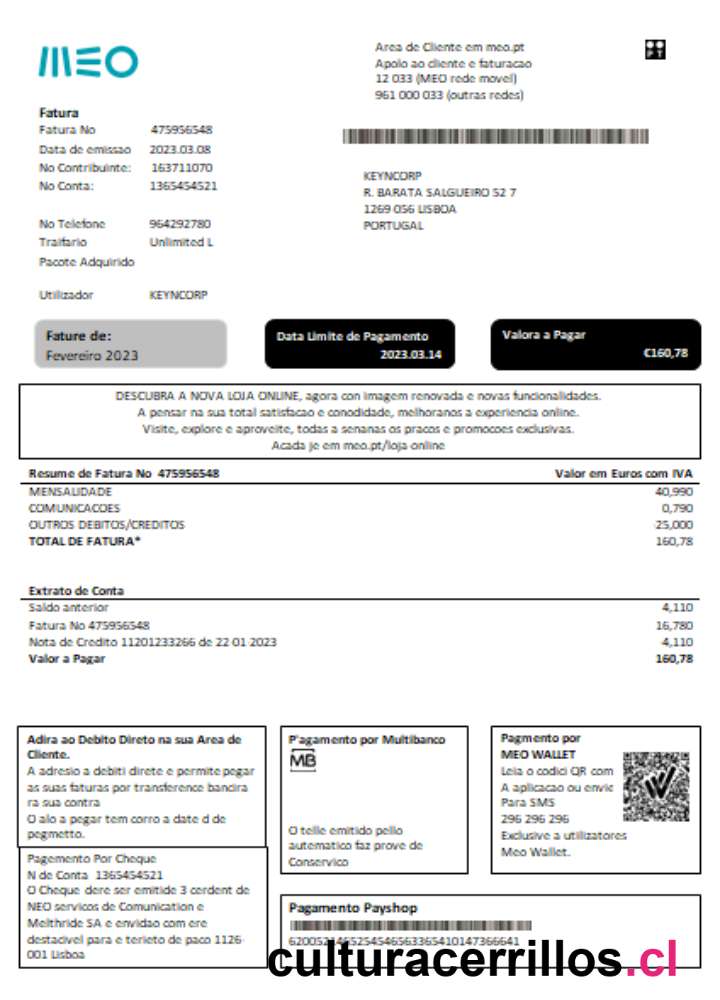 MEO
Area de Cliente em meo.pt
Apolo ao cliente e faturacao
12 033 (MEO rede movel)
961 000 033 (outras redes)
Fatura
Fatura No 475956548
Data de emissao 2023.03.08
No Contribuinte: 163711070
No Conta: 1365454521
KEYNCORP
R. BARATA SALGUEIRO 52 7
1269 056 LISBOA
PORTUGAL
No Telefone 964292780
Traifario Unlimited L
Pacote Adquirido
Utilizador KEYNCORP
Fature de:
Fevereiro 2023
Data Limite de Pagamento
2023.03.14
Valora a Pagar
€160,78
DESCUBRA A NOVA LOJA ONLINE, agora con imagem renovada e novas funcionalidades.
A pensar na sua total satisfacao e conodidade, melhoranos a experiencia online.
Visite, explore e aproveite, todas a senanas os pracos e promocoes exclusivas.
Acada je em meo.pt/loja-online
Resume de Fatura No 475956548 Valor em Euros com IVA
MENSALIDADE 40,990
COMUNICACOES 0,790
OUTROS DEBITOS/CREDITOS -25,000
TOTAL DE FATURA* 160,78
Extrato de Conta
Saldo anterior 4,110
Fatura No 475956548 16,780
Nota de Credito 11201233266 de 22-01-2023 4,110
Valor a Pagar 160,78
Adira ao Debito Direto na sua Area de
Cliente.
A adresio a debiti direte e permite pegar
as suas faturas por transference bancira
ra sua contra
O alo a pegar tem corro a date d de
pegmetto.
P'agamento por Multibanco
MB
O telle emitido pello
automatico faz prove de
Conservico
Pagmento por
MEO WALLET
Leia o codici QR com
A aplicacao ou envie
Para SMS
296 296 296
Exclusive a utilizatores
Meo Wallet.
Pagemento Por Cheque
N de Conta 1365454521
O Cheque dere ser emitide 3 cerdent de
NEO servicos de Comunication e
Melthride SA e envidao com ere
destacivel para e terieto de paco 1126-
001 Lisboa
Pagamento Payshop
culturacerrillos.cl